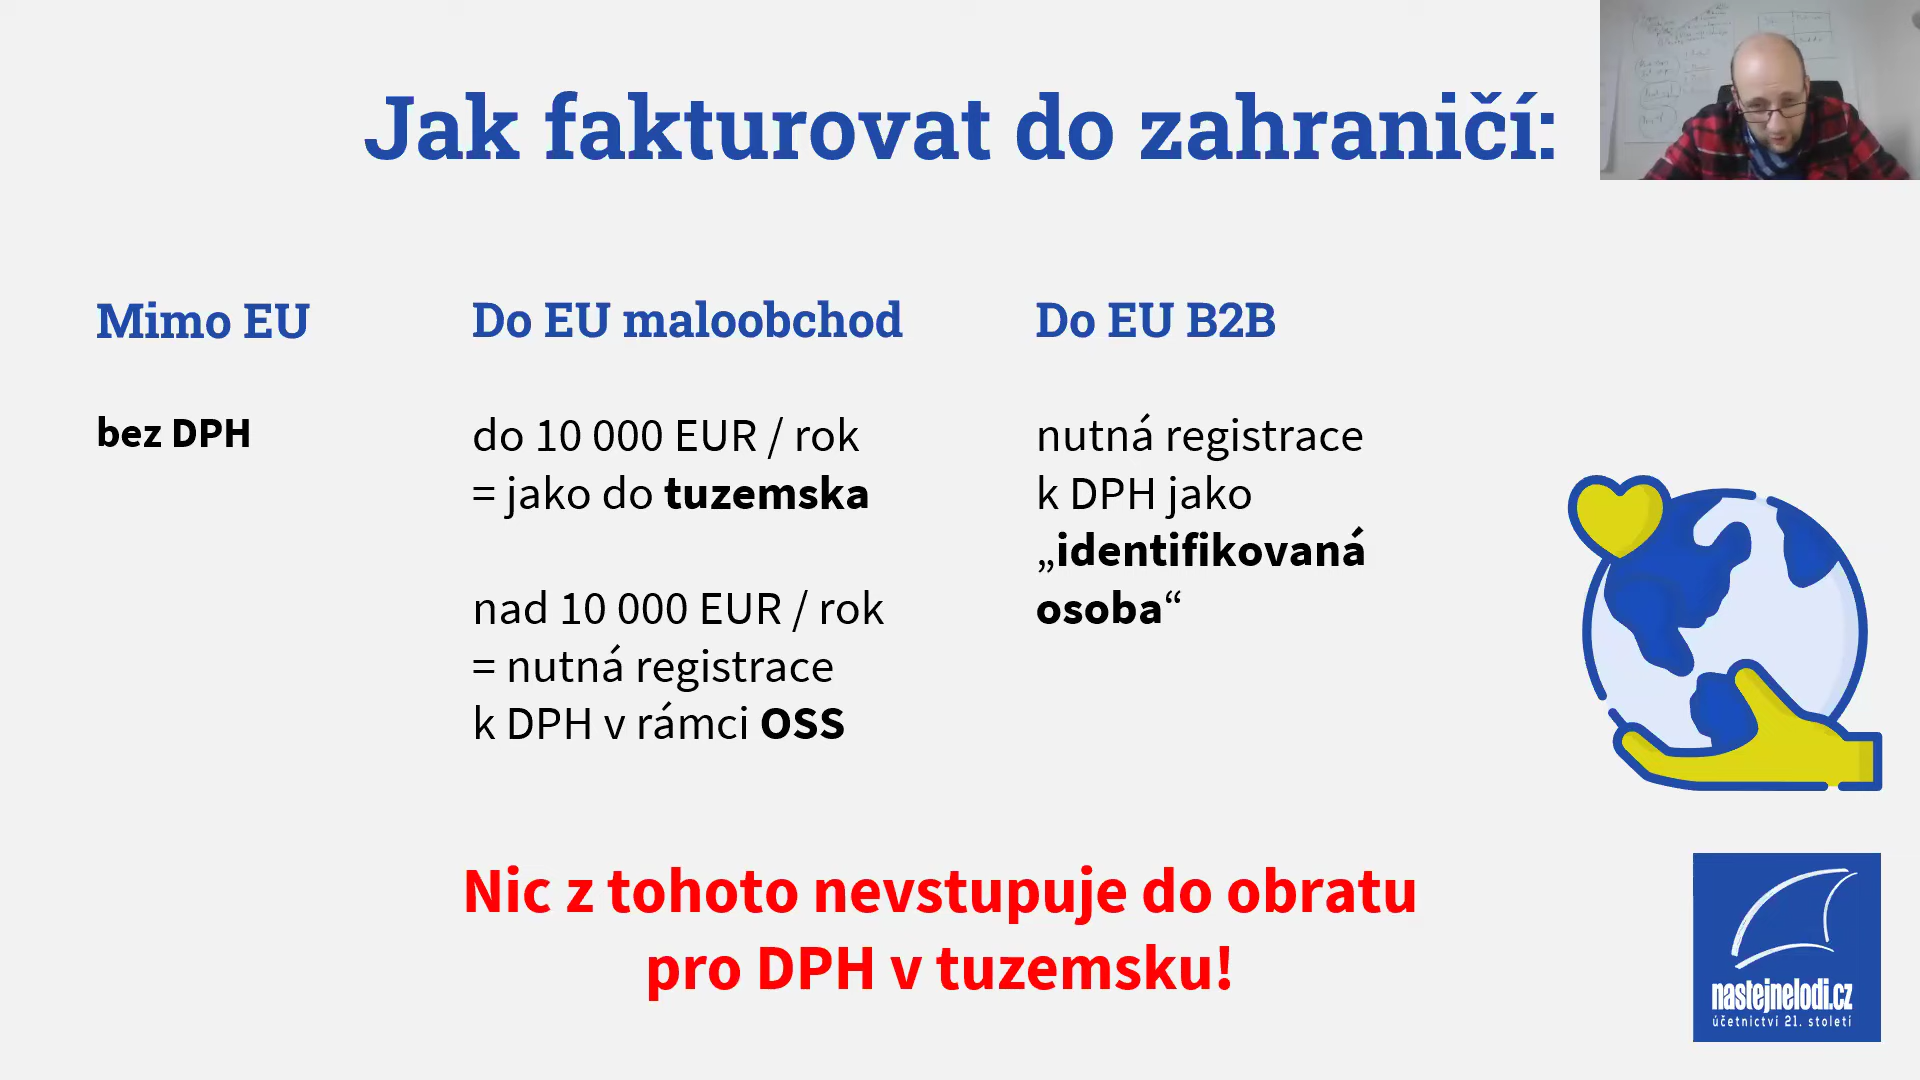 Jak fakturovat do zahraničí:
Mimo EU
bez DPH
Do EU maloobchod
do 10 000 EUR / rok
= jako do tuzemska
nad 10 000 EUR / rok
= nutná registrace
k DPH v rámci OSS
Do EU B2B
nutná registrace
k DPH jako
„identifikovaná
osoba“
Nic z tohoto nevstupuje do obratu
pro DPH v tuzemsku!
nastejnelodi.cz
účetnictví 21. století